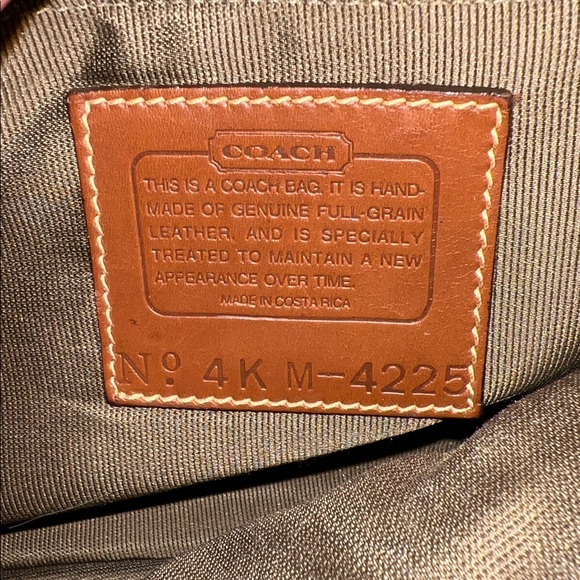 COACH
THIS IS A COACH BAG. IT IS HAND-
MADE OF GENUINE FULL-GRAIN
LEATHER, AND IS SPECIALLY
TREATED TO MAINTAIN A NEW
APPEARANCE OVER TIME.
MADE IN COSTA RICA
Nº 4K M-4225